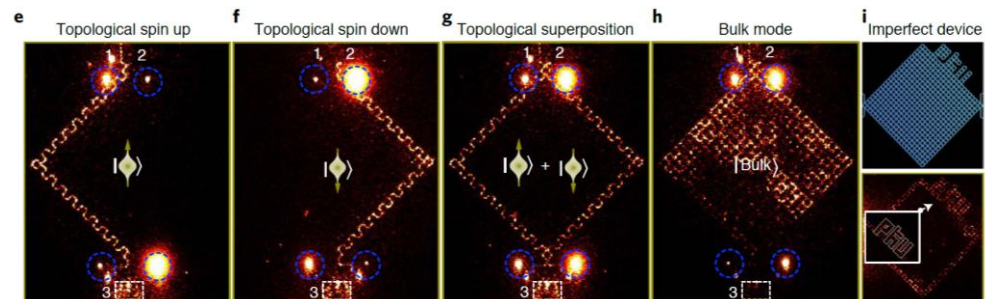 e Topological spin up
f Topological spin down
g Topological superposition
h Bulk mode
i Imperfect device
1 2
1 2
1 2
1 2
| ⟩
| ⟩
| ⟩ + | ⟩
|Bulk⟩
3
3
3
3